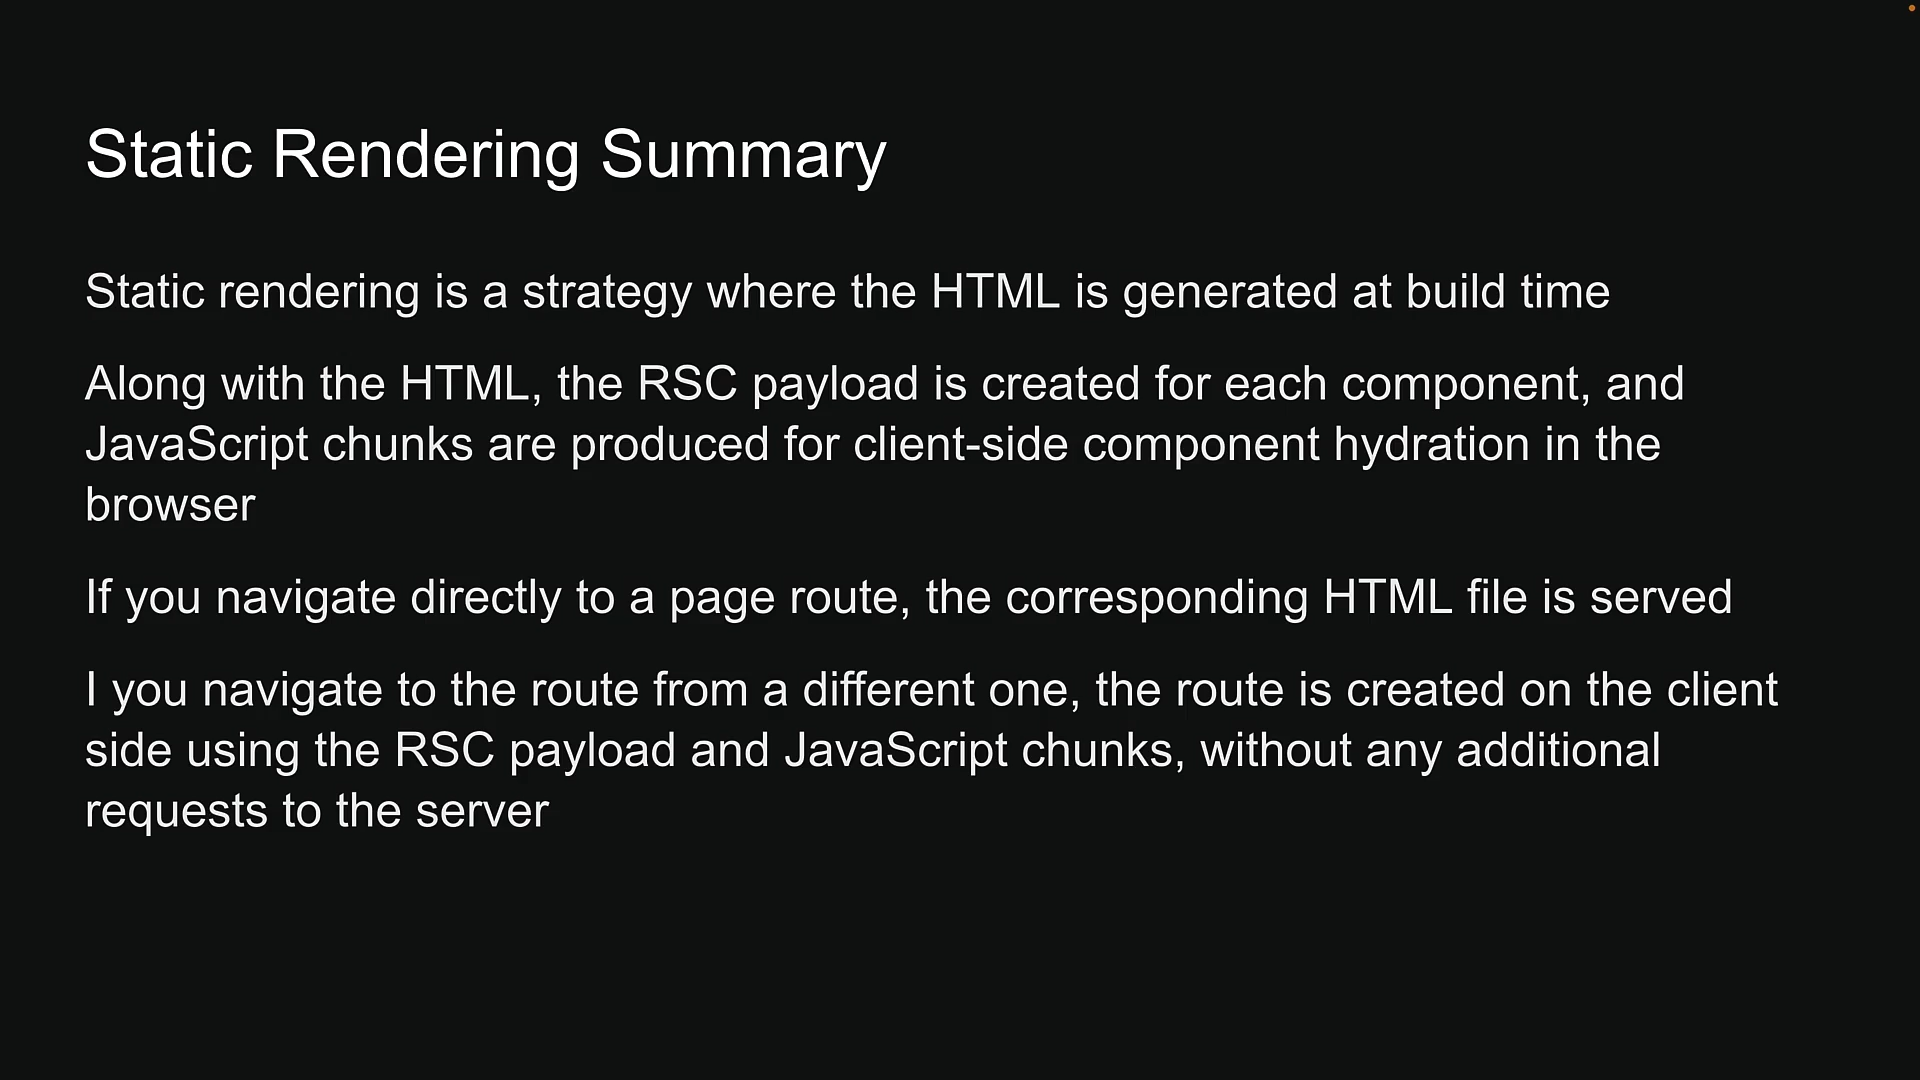 Static Rendering Summary
Static rendering is a strategy where the HTML is generated at build time
Along with the HTML, the RSC payload is created for each component, and
JavaScript chunks are produced for client-side component hydration in the
browser
If you navigate directly to a page route, the corresponding HTML file is served
I you navigate to the route from a different one, the route is created on the client
side using the RSC payload and JavaScript chunks, without any additional
requests to the server